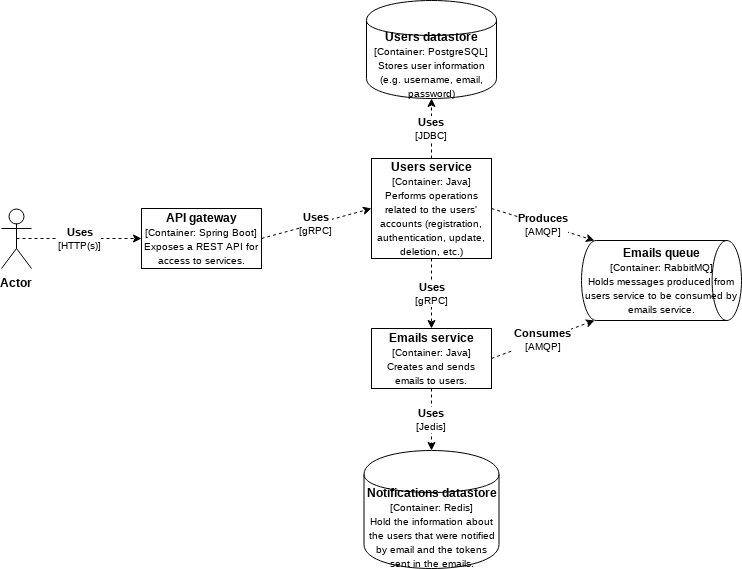 Users datastore
[Container: PostgreSQL]
Stores user information
(e.g. username, email,
password)
Uses
[JDBC]
Users service
[Container: Java]
Performs operations
related to the users'
accounts (registration,
authentication, update,
deletion, etc.)
Actor
Uses
[HTTP(s)]
API gateway
[Container: Spring Boot]
Exposes a REST API for
access to services.
Uses
[gRPC]
Produces
[AMQP]
Emails queue
[Container: RabbitMQ]
Holds messages produced from
users service to be consumed by
emails service.
Uses
[gRPC]
Emails service
[Container: Java]
Creates and sends
emails to users.
Consumes
[AMQP]
Uses
[Jedis]
Notifications datastore
[Container: Redis]
Hold the information about
the users that were notified
by email and the tokens
sent in the emails.